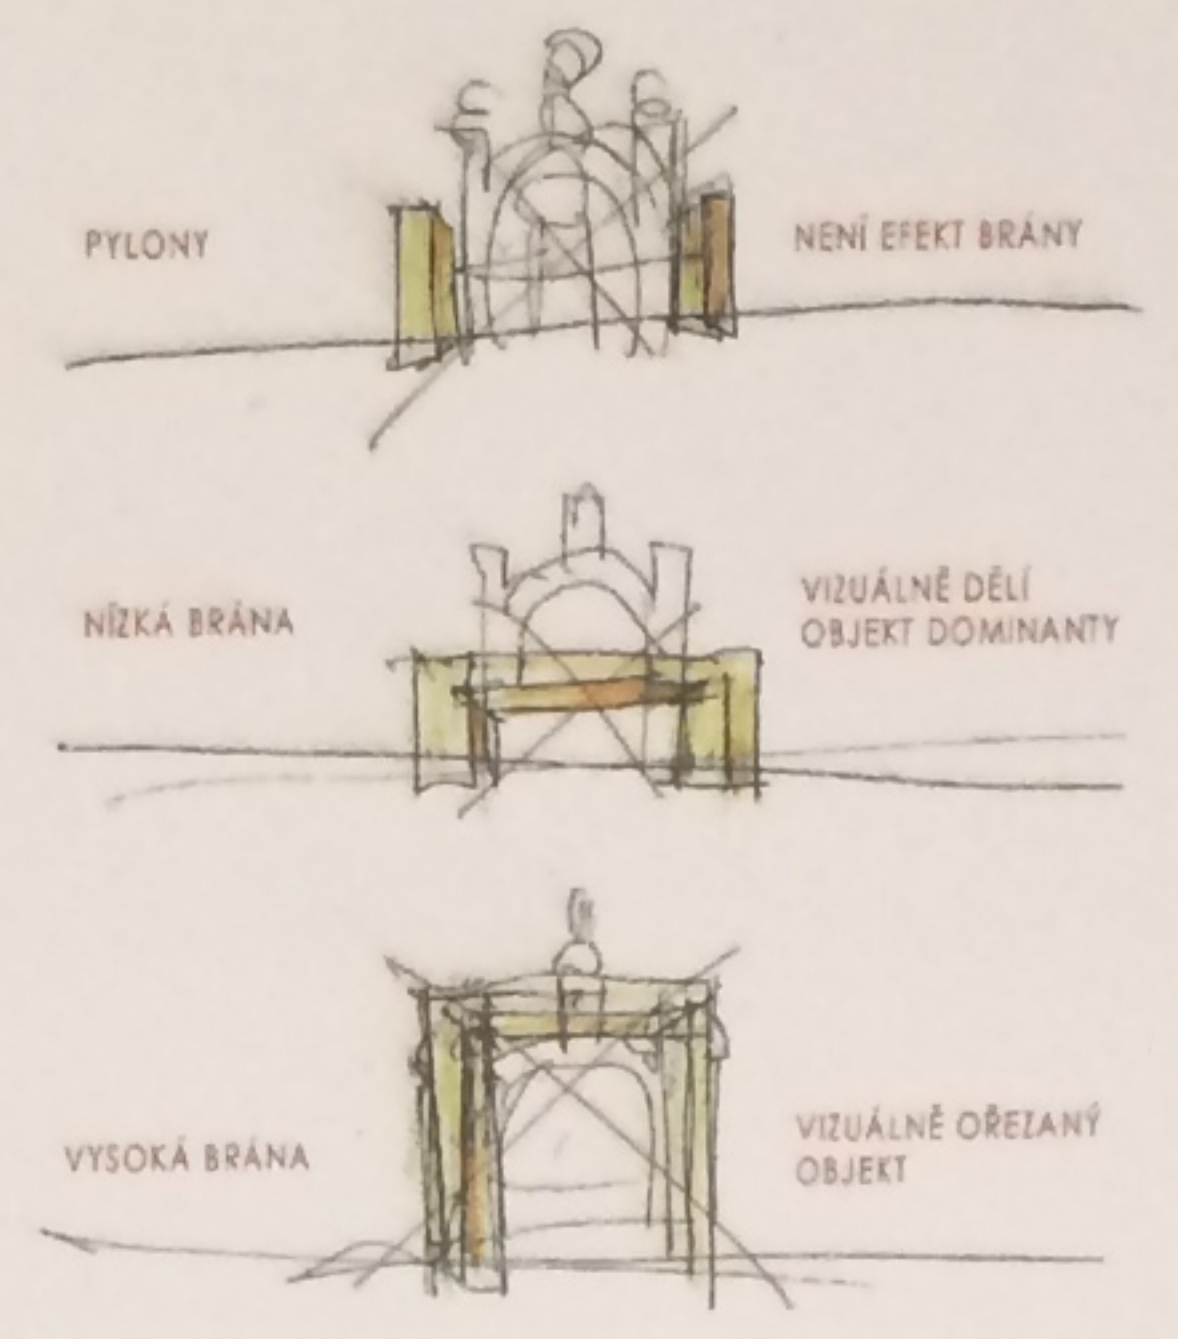 PYLONY
NENÍ EFEKT BRÁNY
NÍZKÁ BRÁNA
VIZUÁLNĚ DĚLÍ
OBJEKT DOMINANTY
VYSOKÁ BRÁNA
VIZUÁLNĚ OŘEZANÝ
OBJEKT